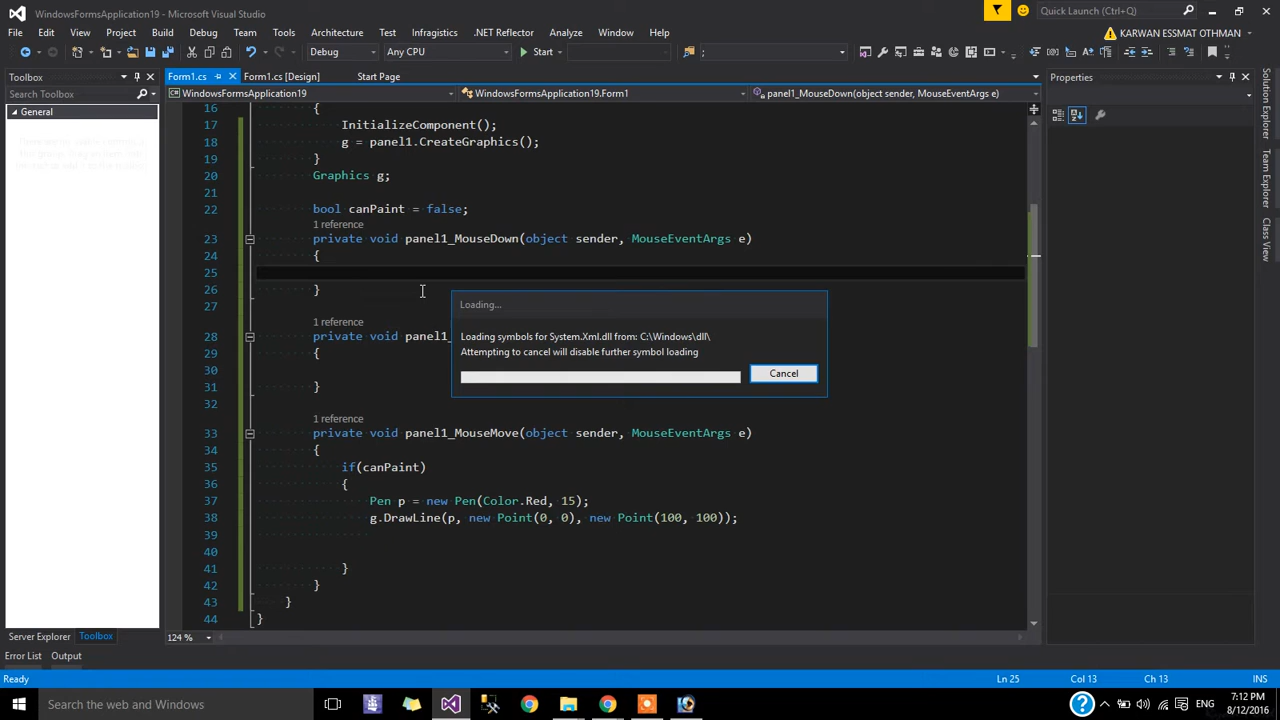 WindowsFormsApplication19 - Microsoft Visual Studio
Quick Launch (Ctrl+Q)
File Edit View Project Build Debug Team Tools Architecture Test Infragistics .NET Reflector Analyze Window Help
KARWAN ESSMAT OTHMAN
Debug Any CPU Start ;
Toolbox
Form1.cs Form1.cs [Design] Start Page
Properties
Search Toolbox
WindowsFormsApplication19 WindowsFormsApplication19.Form1 panel1_MouseDown(object sender, MouseEventArgs e)
General
16 {
17 InitializeComponent();
18 g = panel1.CreateGraphics();
19 }
20 Graphics g;
21
22 bool canPaint = false;
1 reference
23 private void panel1_MouseDown(object sender, MouseEventArgs e)
24 {
25
26 }
27
1 reference
28 private void panel1_
29 {
30
31 }
32
1 reference
33 private void panel1_MouseMove(object sender, MouseEventArgs e)
34 {
35 if(canPaint)
36 {
37 Pen p = new Pen(Color.Red, 15);
38 g.DrawLine(p, new Point(0, 0), new Point(100, 100));
39
40
41 }
42 }
43 }
44 }
Loading...
Loading symbols for System.Xml.dll from: C:\Windows\dll\
Attempting to cancel will disable further symbol loading
Cancel
Solution Explorer
Team Explorer
Class View
124 %
Server Explorer Toolbox
Error List Output
Ready Ln 25 Col 13 Ch 13 INS
Search the web and Windows
7:12 PM
8/12/2016